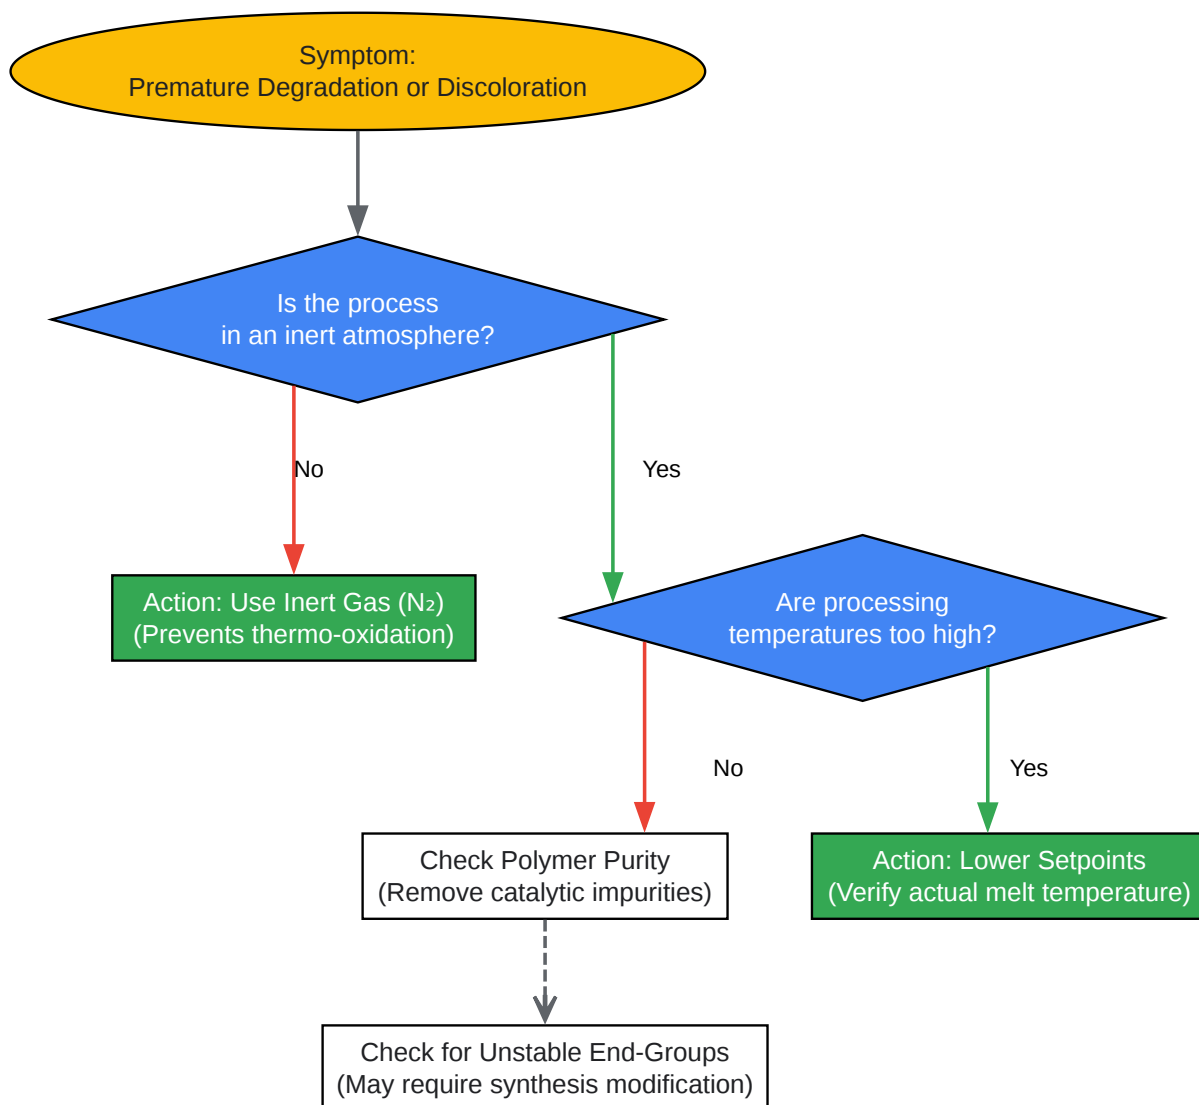 Symptom:
Premature Degradation or Discoloration
Is the process
in an inert atmosphere?
No
Yes
Action: Use Inert Gas (N₂)
(Prevents thermo-oxidation)
Are processing
temperatures too high?
No
Yes
Check Polymer Purity
(Remove catalytic impurities)
Action: Lower Setpoints
(Verify actual melt temperature)
Check for Unstable End-Groups
(May require synthesis modification)